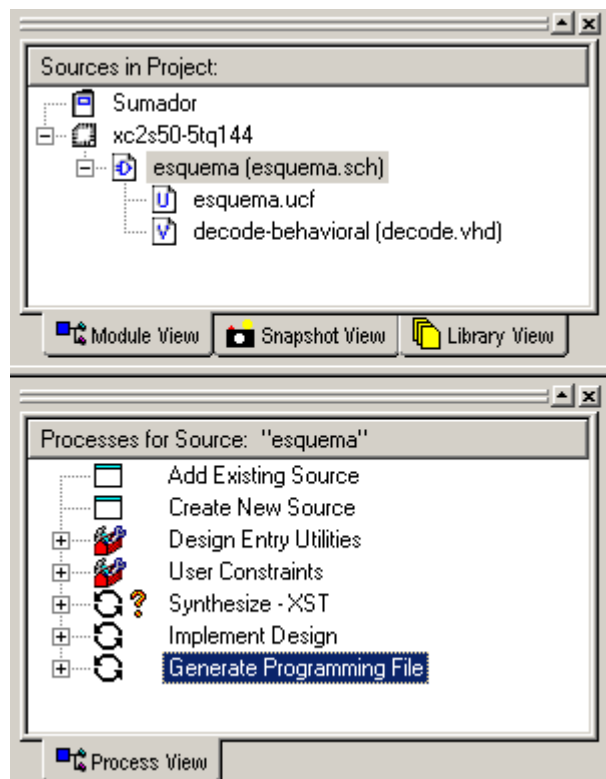 Sources in Project:
Sumador
xc2s50-5tq144
esquema (esquema.sch)
esquema.ucf
decode-behavioral (decode.vhd)
Module View Snapshot View Library View
Processes for Source: "esquema"
Add Existing Source
Create New Source
Design Entry Utilities
User Constraints
Synthesize - XST
Implement Design
Generate Programming File
Process View